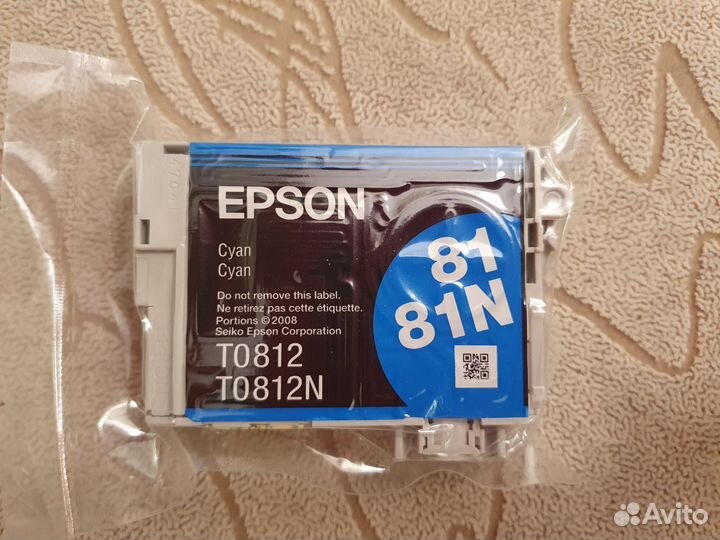 EPSON
Cyan
Cyan
Do not remove this label.
Ne retirez pas cette étiquette.
Portions ©2008
Seiko Epson Corporation
T0812
T0812N
81
81N
Avito